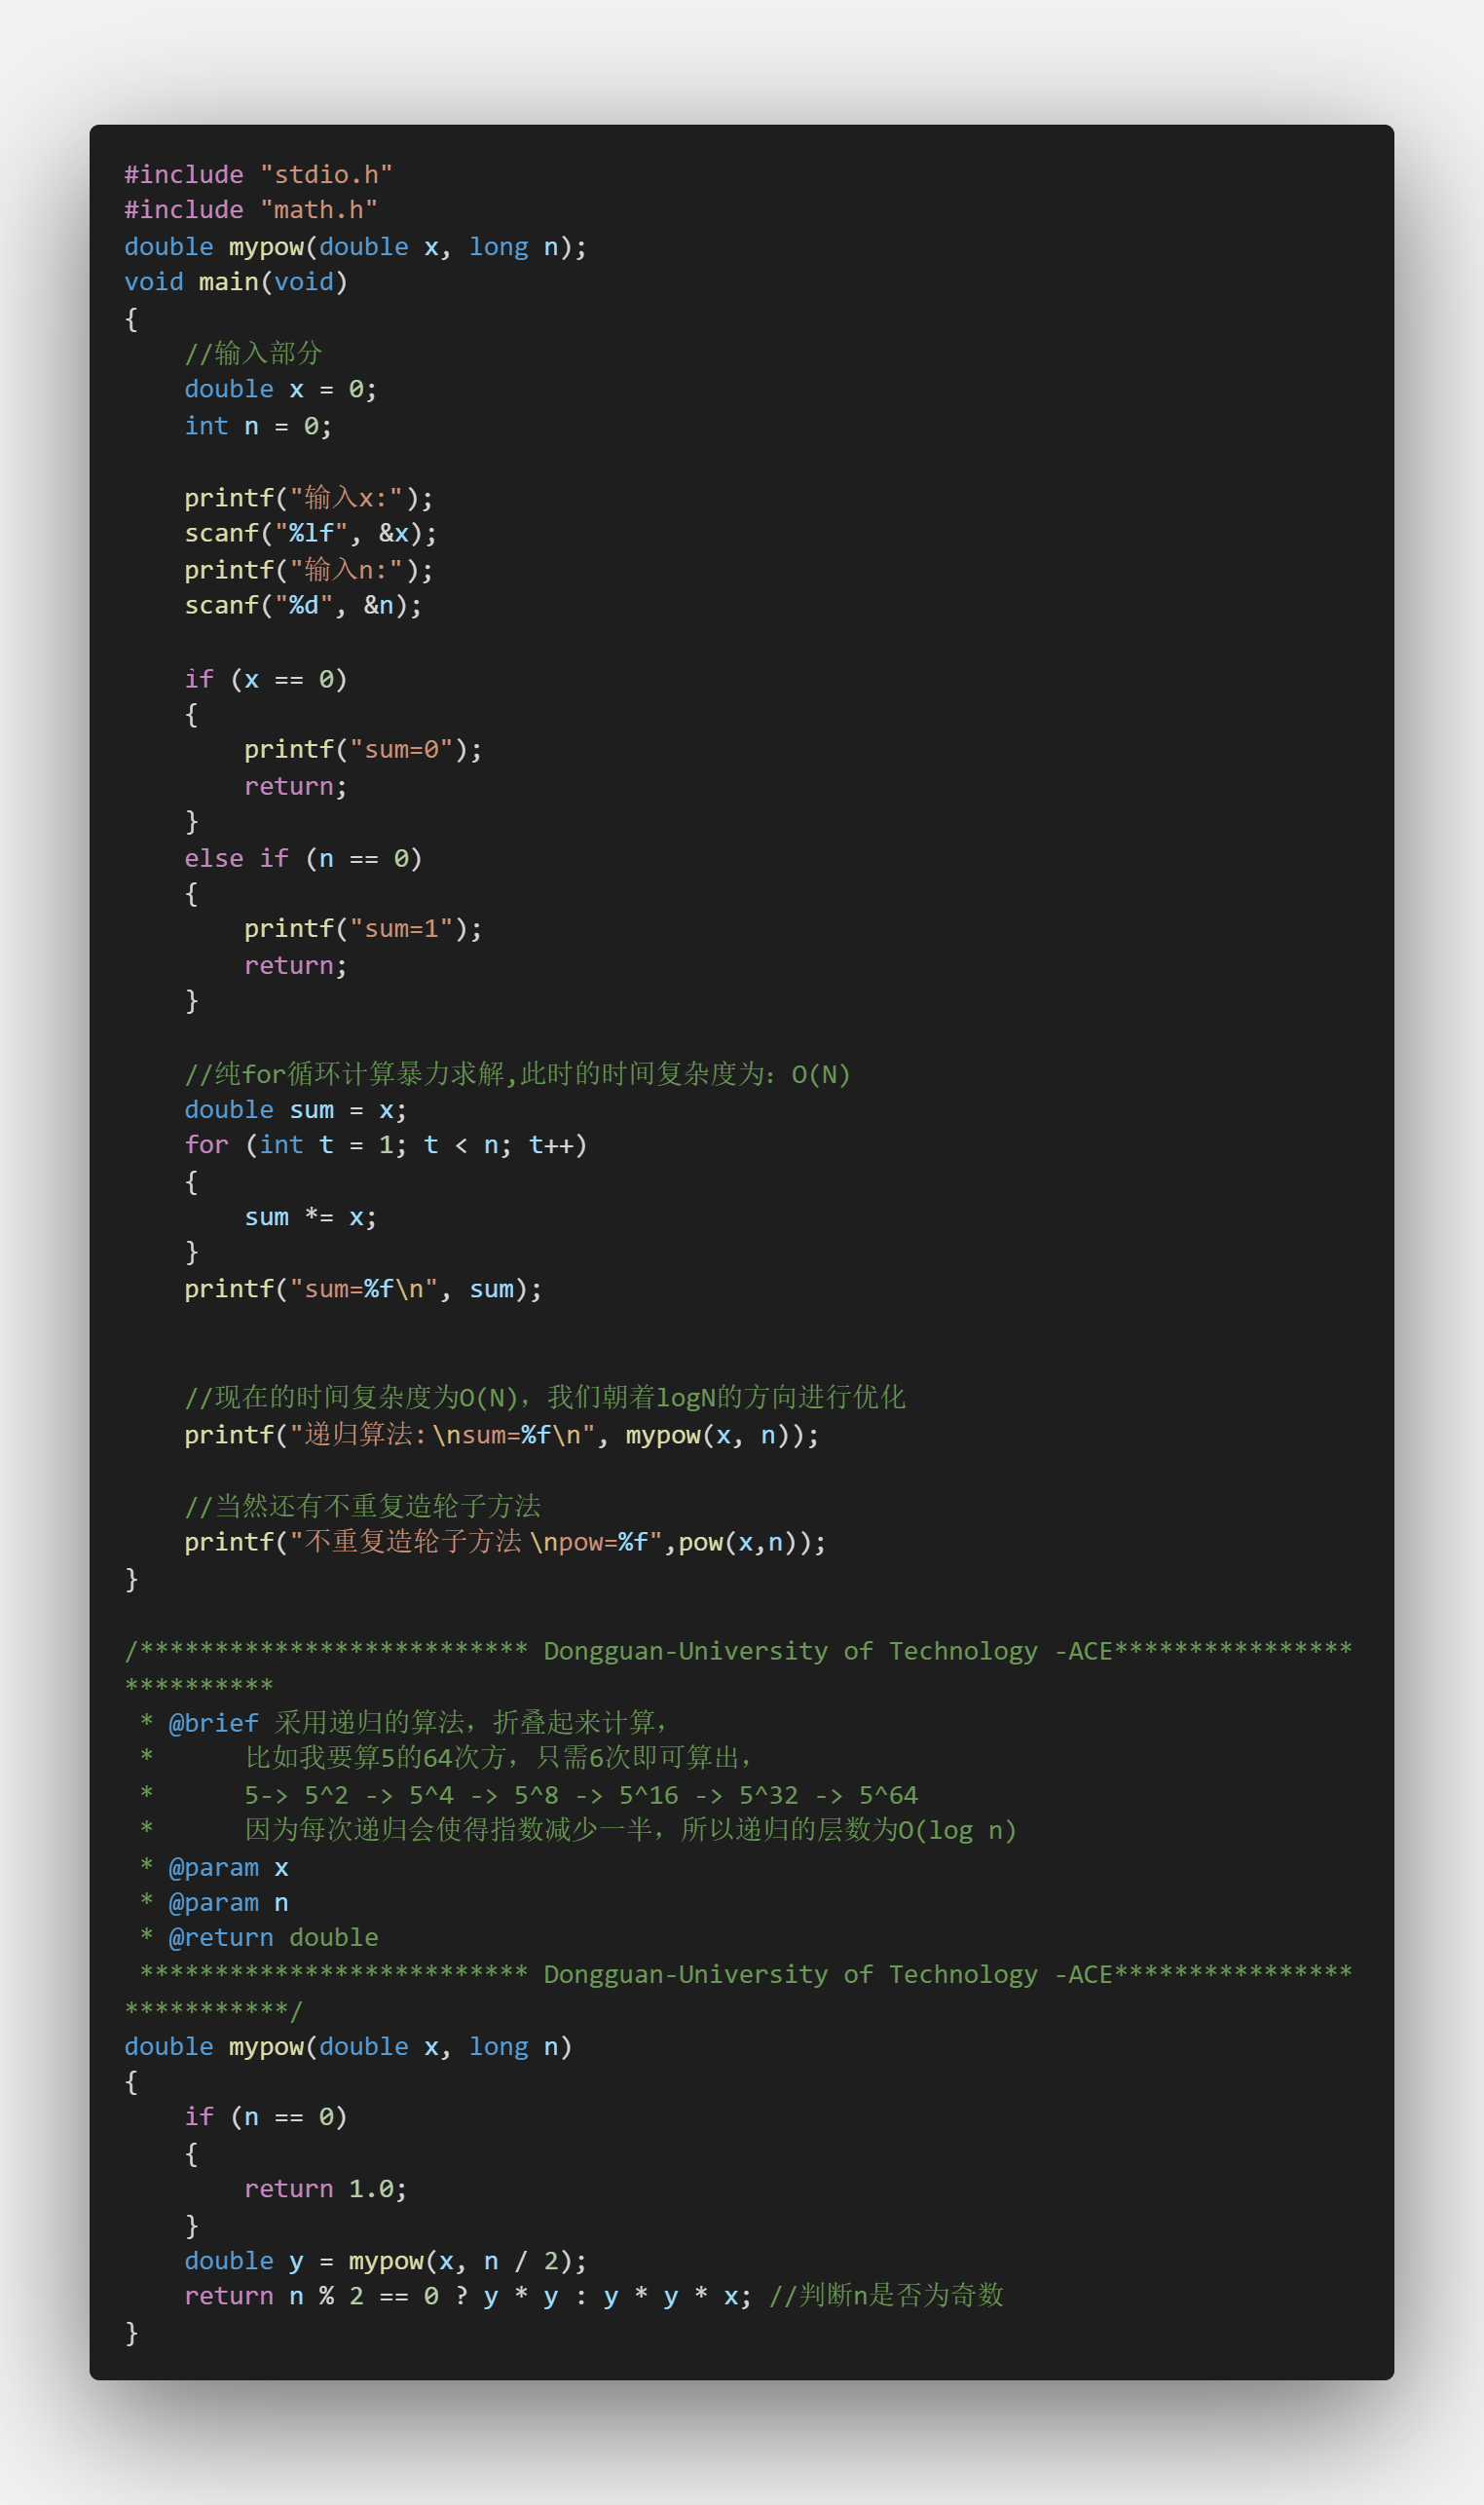 #include "stdio.h"
#include "math.h"
double mypow(double x, long n);
void main(void)
{
    //输入部分
    double x = 0;
    int n = 0;

    printf("输入x:");
    scanf("%lf", &x);
    printf("输入n:");
    scanf("%d", &n);

    if (x == 0)
    {
        printf("sum=0");
        return;
    }
    else if (n == 0)
    {
        printf("sum=1");
        return;
    }

    //纯for循环计算暴力求解,此时的时间复杂度为：O(N)
    double sum = x;
    for (int t = 1; t < n; t++)
    {
        sum *= x;
    }
    printf("sum=%f\n", sum);


    //现在的时间复杂度为O(N)，我们朝着logN的方向进行优化
    printf("递归算法:\nsum=%f\n", mypow(x, n));

    //当然还有不重复造轮子方法
    printf("不重复造轮子方法 \npow=%f",pow(x,n));
}

/************************** Dongguan-University of Technology -ACE****************
**********
 * @brief 采用递归的算法，折叠起来计算，
 *      比如我要算5的64次方，只需6次即可算出，
 *      5-> 5^2 -> 5^4 -> 5^8 -> 5^16 -> 5^32 -> 5^64
 *      因为每次递归会使得指数减少一半，所以递归的层数为O(log n)
 * @param x
 * @param n
 * @return double
 ************************** Dongguan-University of Technology -ACE****************
***********/
double mypow(double x, long n)
{
    if (n == 0)
    {
        return 1.0;
    }
    double y = mypow(x, n / 2);
    return n % 2 == 0 ? y * y : y * y * x; //判断n是否为奇数
}